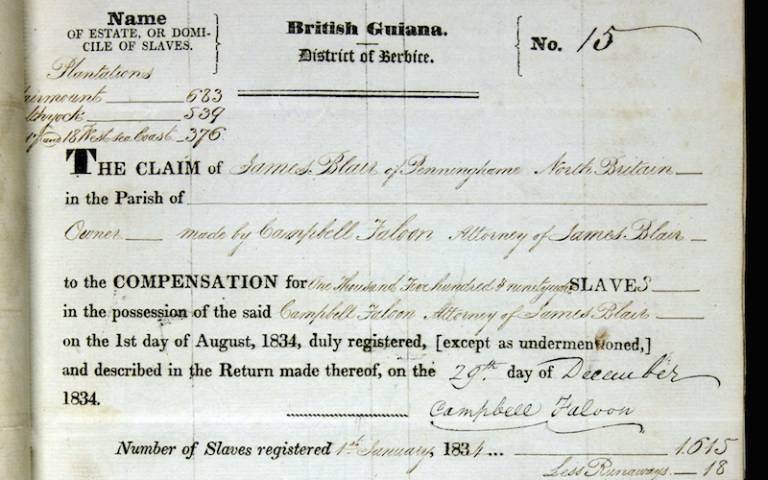 Name
OF ESTATE, OR DOMI-
CILE OF SLAVES.
British Guiana.
District of Berbice.
No. 15
Plantations
airmount 683
539
17 and 18 West Sea Coast 376
THE CLAIM of James Blair of Penninghame North Britain
in the Parish of
Owner made by Campbell Faloon Attorney of James Blair
to the COMPENSATION for One Thousand Five hundred & ninety SLAVES
in the possession of the said Campbell Faloon Attorney of James Blair
on the 1st day of August, 1834, duly registered, [except as undermentioned,]
and described in the Return made thereof, on the 29th day of December
1834.
Campbell Faloon
Number of Slaves registered 1st January, 1834 ... 1615
Less Runaways 18